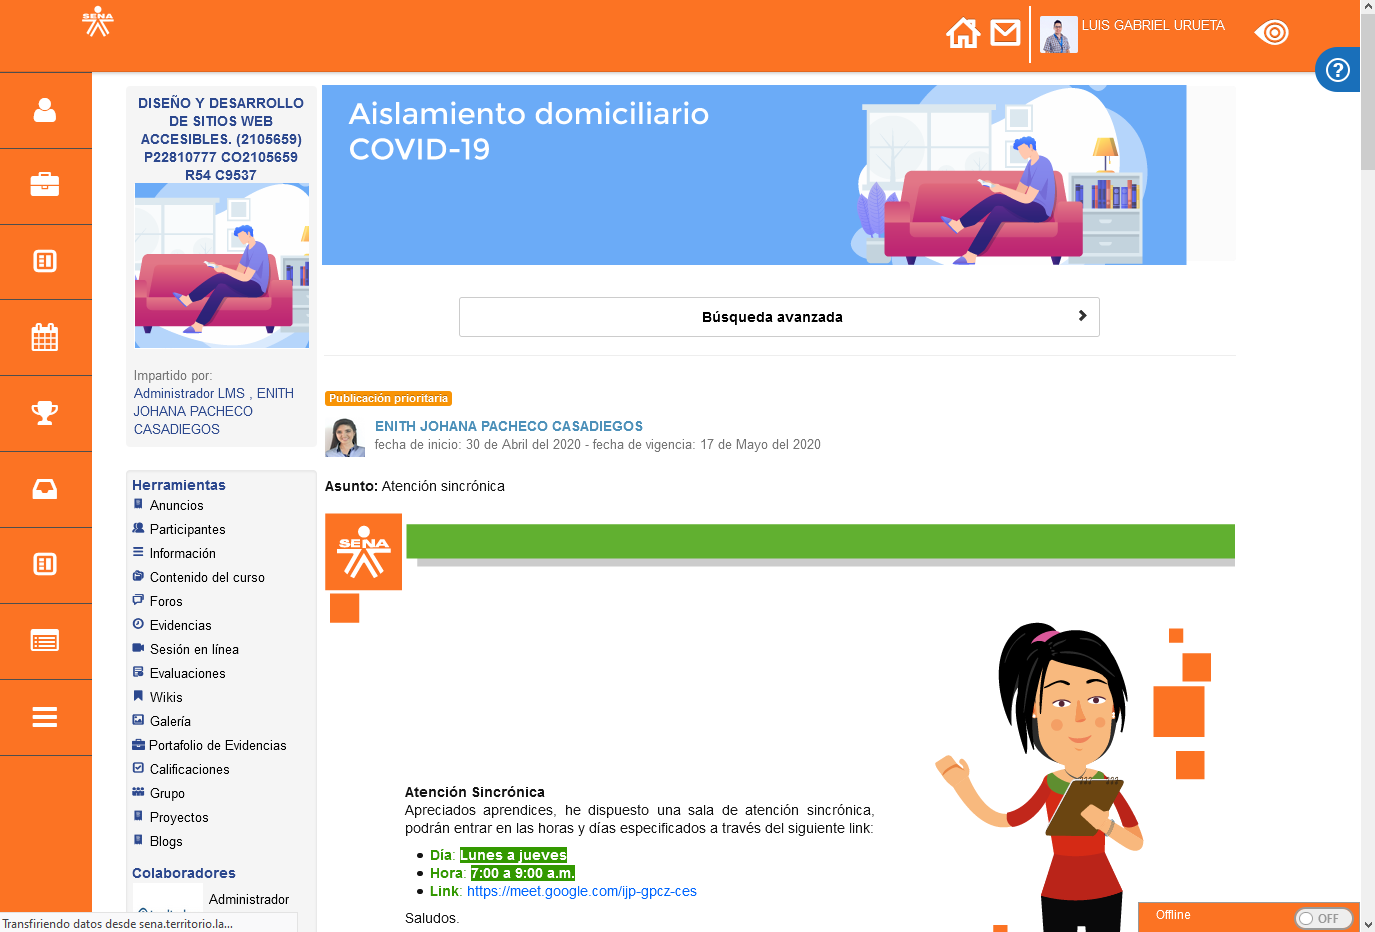 SENA
LUIS GABRIEL URUETA
?
DISEÑO Y DESARROLLO
DE SITIOS WEB
ACCESIBLES. (2105659)
P22810777 CO2105659
R54 C9537
Impartido por:
Administrador LMS , ENITH
JOHANA PACHECO
CASADIEGOS
Herramientas
Anuncios
Participantes
Información
Contenido del curso
Foros
Evidencias
Sesión en línea
Evaluaciones
Wikis
Galería
Portafolio de Evidencias
Calificaciones
Grupo
Proyectos
Blogs
Colaboradores
Administrador
Transfiriendo datos desde sena.territorio.la...
Aislamiento domiciliario
COVID-19
Búsqueda avanzada
Publicación prioritaria
ENITH JOHANA PACHECO CASADIEGOS
fecha de inicio: 30 de Abril del 2020 - fecha de vigencia: 17 de Mayo del 2020
Asunto: Atención sincrónica
SENA
Atención Sincrónica
Apreciados aprendices, he dispuesto una sala de atención sincrónica,
podrán entrar en las horas y días especificados a través del siguiente link:
Día: Lunes a jueves
Hora: 7:00 a 9:00 a.m.
Link: https://meet.google.com/ijp-gpcz-ces
Saludos.
Offline
OFF